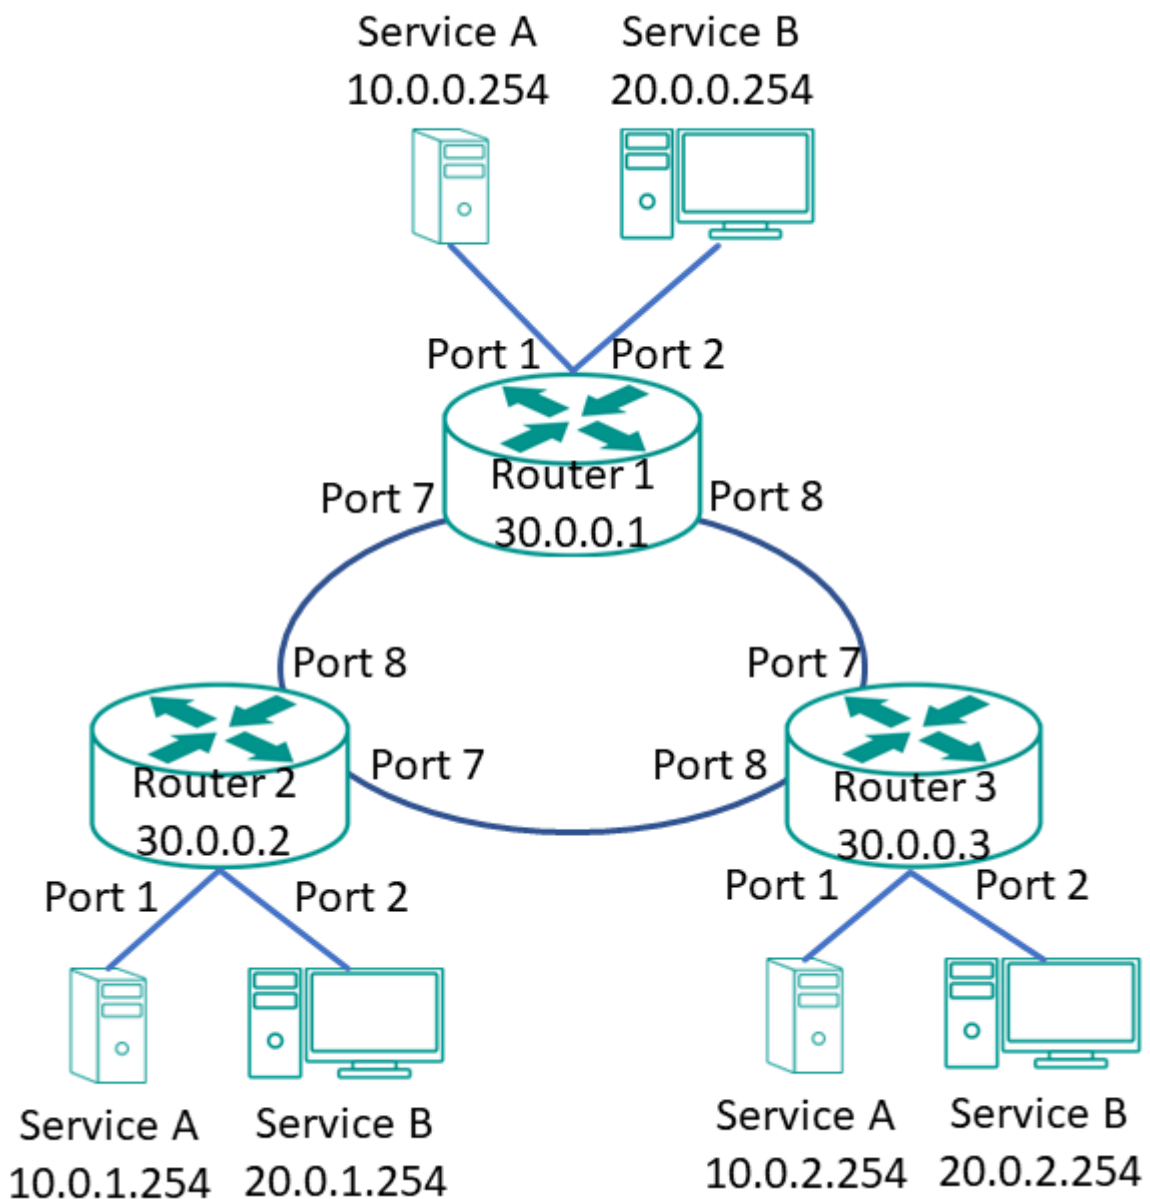 Service A
10.0.0.254
Service B
20.0.0.254
Port 1
Port 2
Router 1
30.0.0.1
Port 7
Port 8
Port 8
Port 7
Router 2
30.0.0.2
Port 7
Port 8
Router 3
30.0.0.3
Port 1
Port 2
Port 1
Port 2
Service A
10.0.1.254
Service B
20.0.1.254
Service A
10.0.2.254
Service B
20.0.2.254